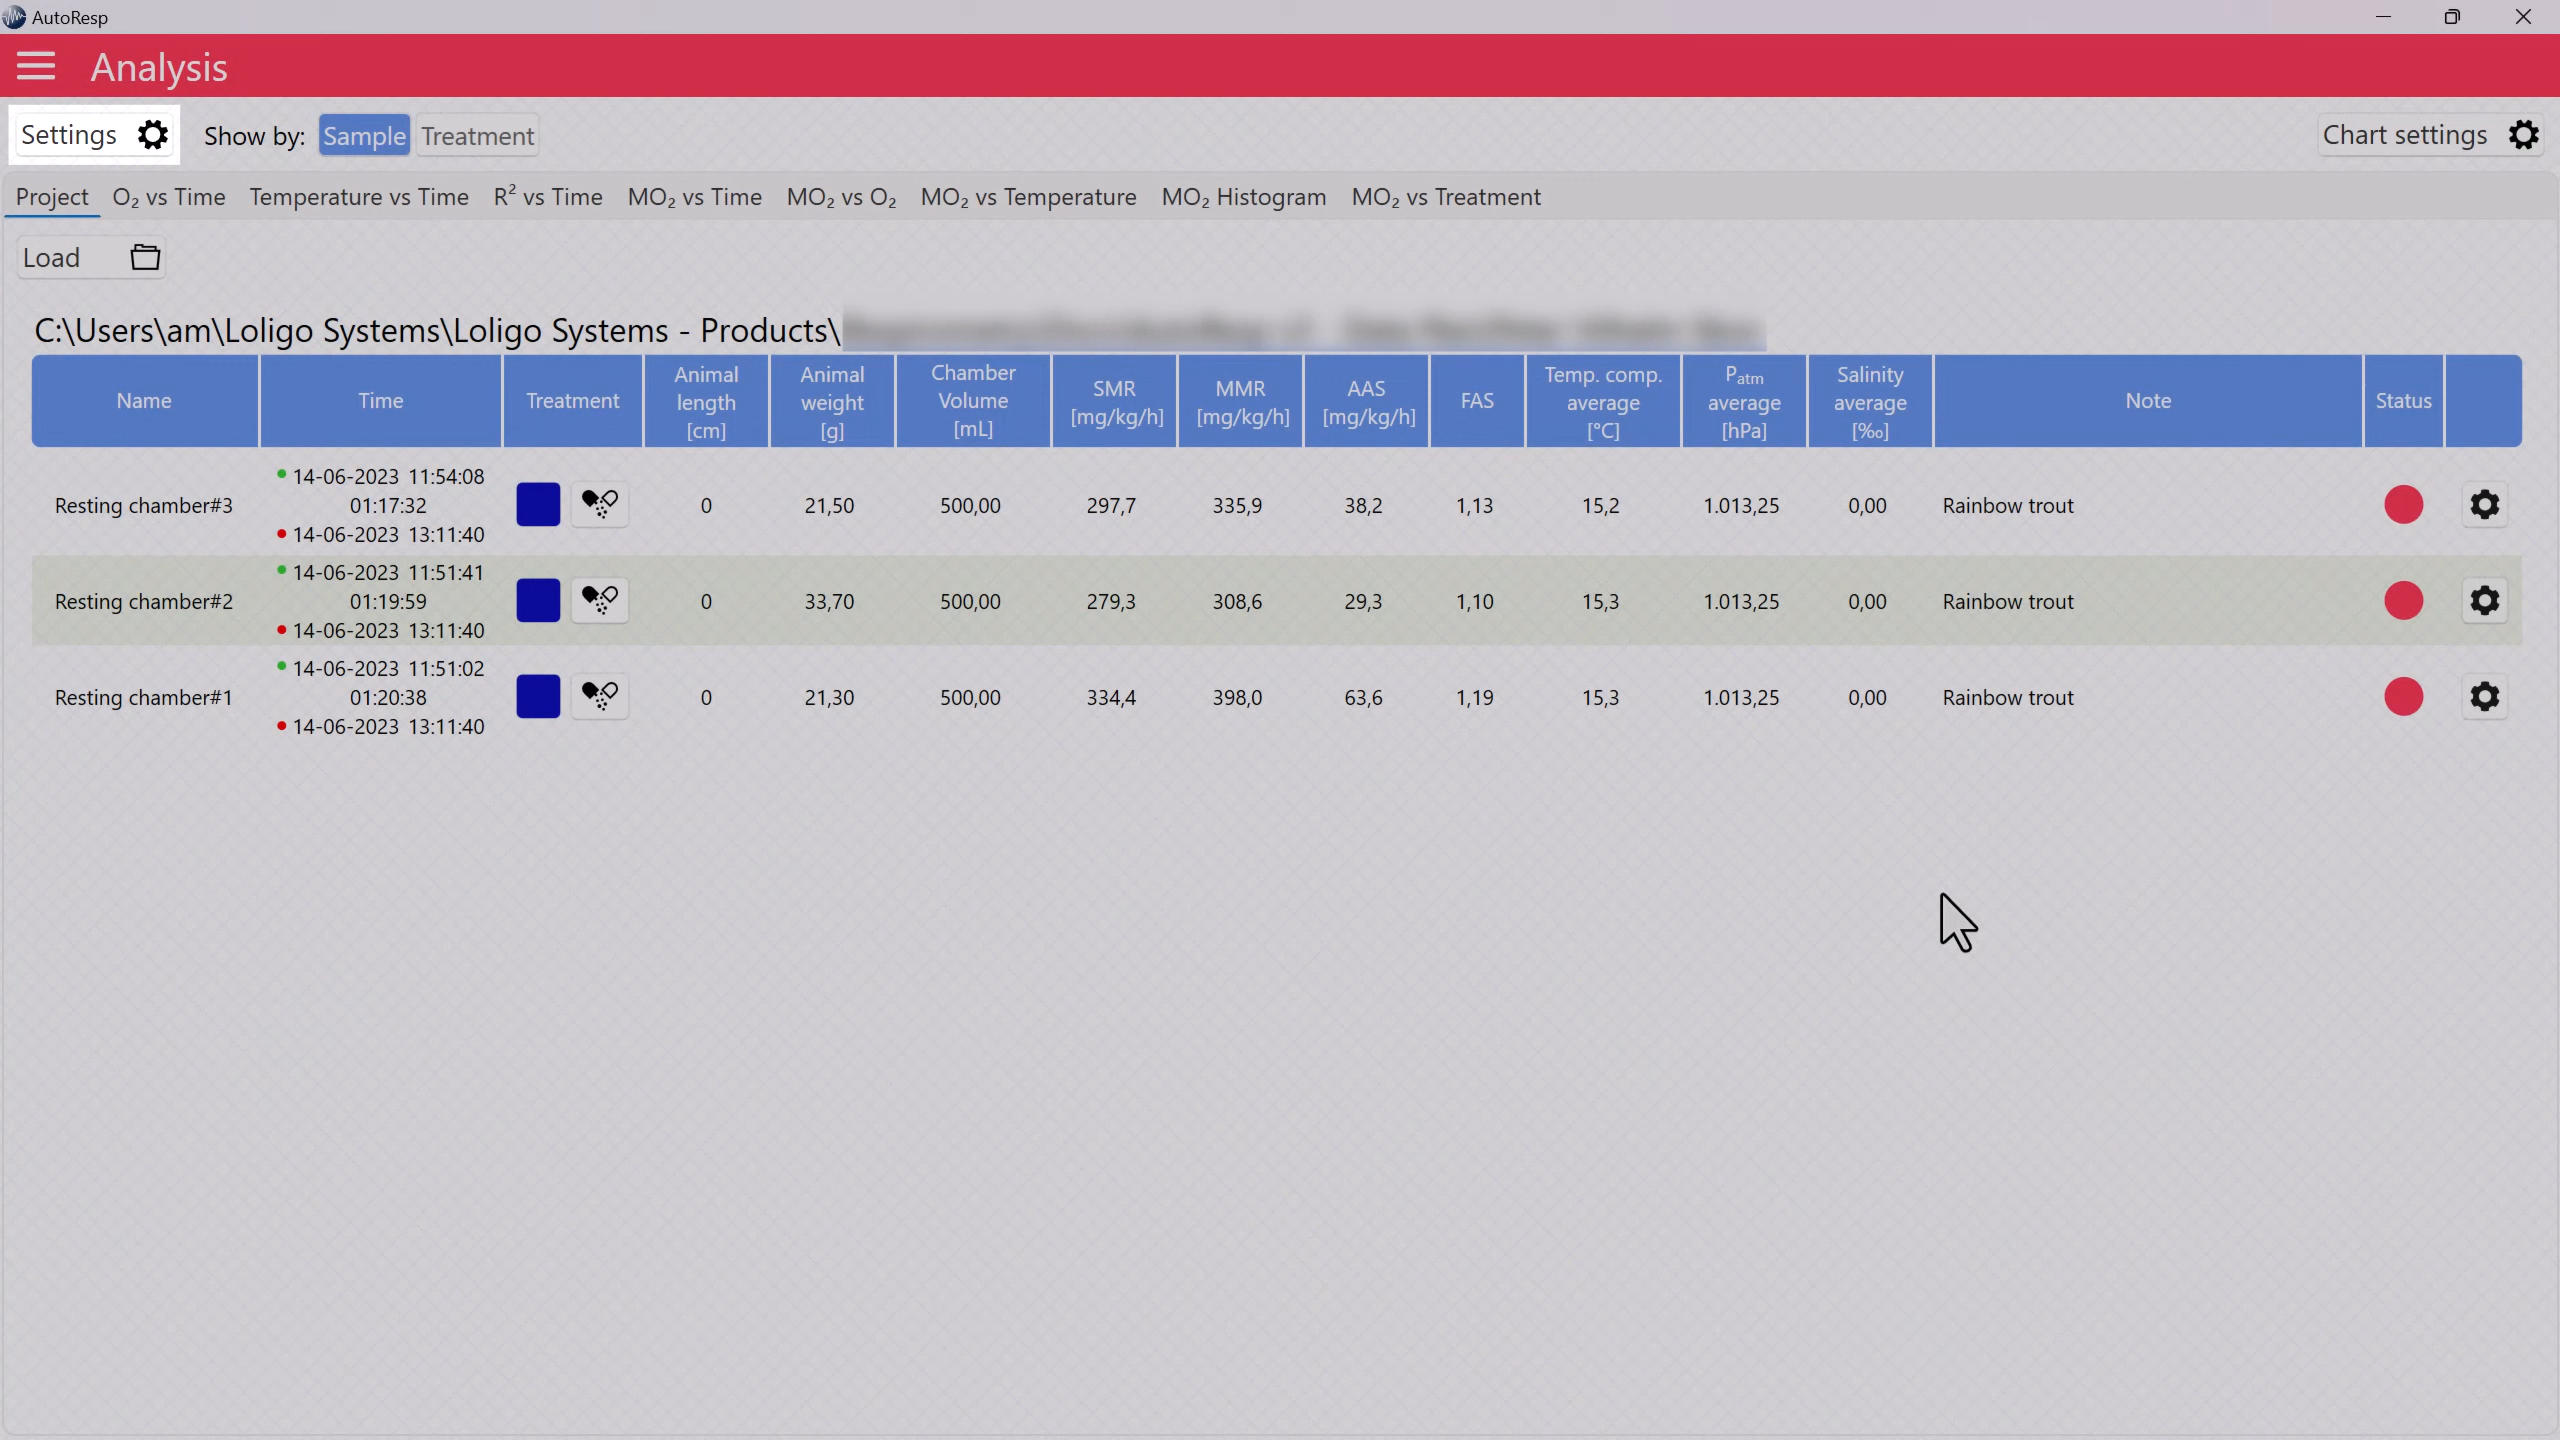 AutoResp
Analysis
Settings Show by: Sample Treatment Chart settings
Project O₂ vs Time Temperature vs Time R² vs Time MO₂ vs Time MO₂ vs O₂ MO₂ vs Temperature MO₂ Histogram MO₂ vs Treatment
Load
C:\Users\am\Loligo Systems\Loligo Systems - Products\
Name
Time
Treatment
Animal
length
[cm]
Animal
weight
[g]
Chamber
Volume
[mL]
SMR
[mg/kg/h]
MMR
[mg/kg/h]
AAS
[mg/kg/h]
FAS
Temp. comp.
average
[°C]
Patm
average
[hPa]
Salinity
average
[‰]
Note
Status
14-06-2023 11:54:08
Resting chamber#3 01:17:32 0 21,50 500,00 297,7 335,9 38,2 1,13 15,2 1.013,25 0,00 Rainbow trout
14-06-2023 13:11:40
14-06-2023 11:51:41
Resting chamber#2 01:19:59 0 33,70 500,00 279,3 308,6 29,3 1,10 15,3 1.013,25 0,00 Rainbow trout
14-06-2023 13:11:40
14-06-2023 11:51:02
Resting chamber#1 01:20:38 0 21,30 500,00 334,4 398,0 63,6 1,19 15,3 1.013,25 0,00 Rainbow trout
14-06-2023 13:11:40